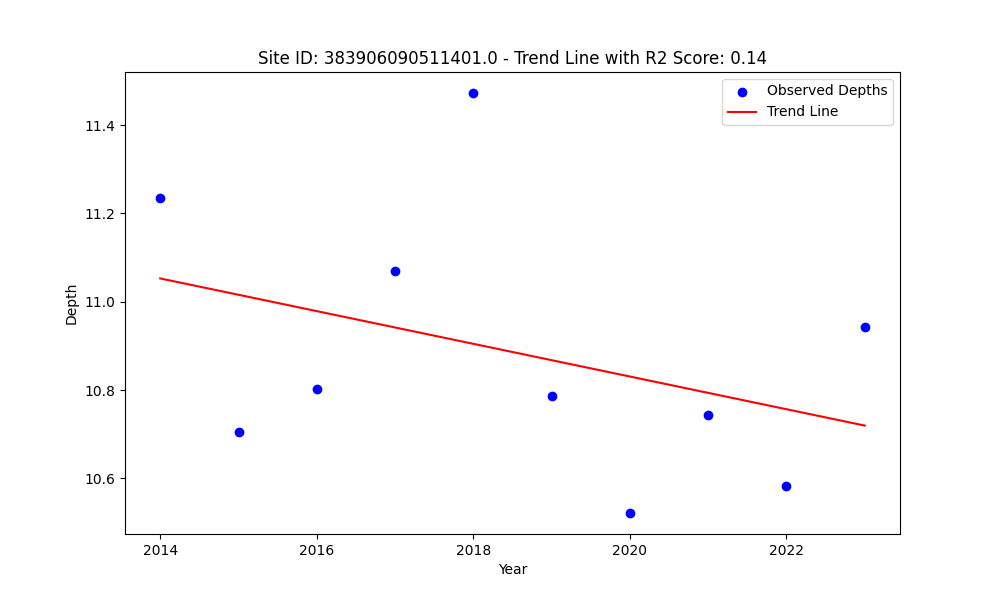 Site ID: 383906090511401.0 - Trend Line with R2 Score: 0.14
Observed Depths
Trend Line
11.4
11.2
11.0
10.8
10.6
Depth
2014
2016
2018
2020
2022
Year